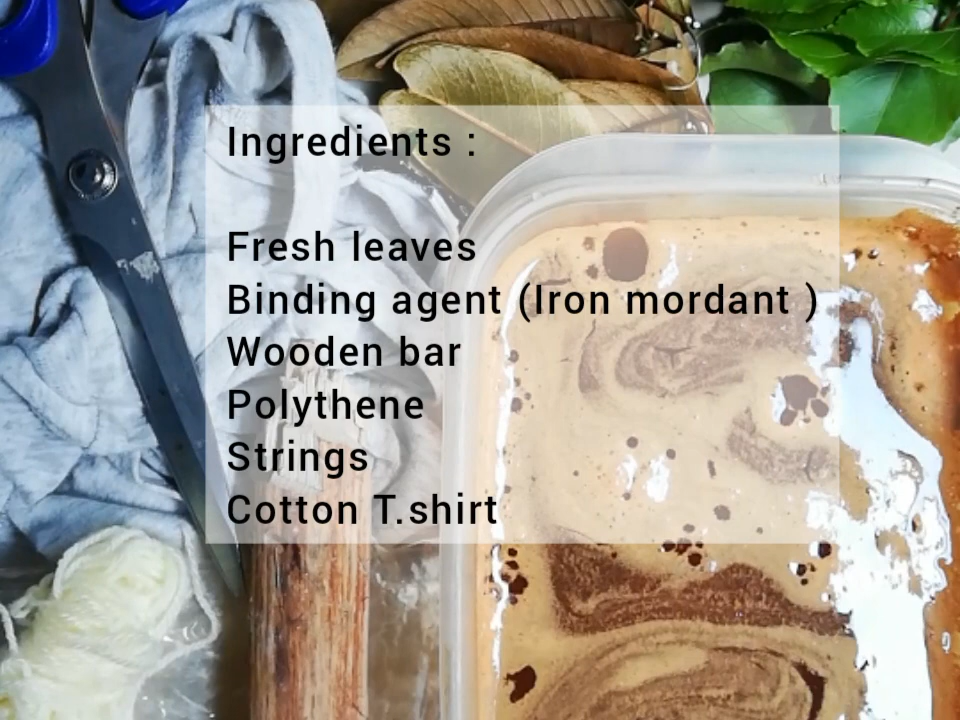 Ingredients :
Fresh leaves
Binding agent (Iron mordant )
Wooden bar
Polythene
Strings
Cotton T.shirt